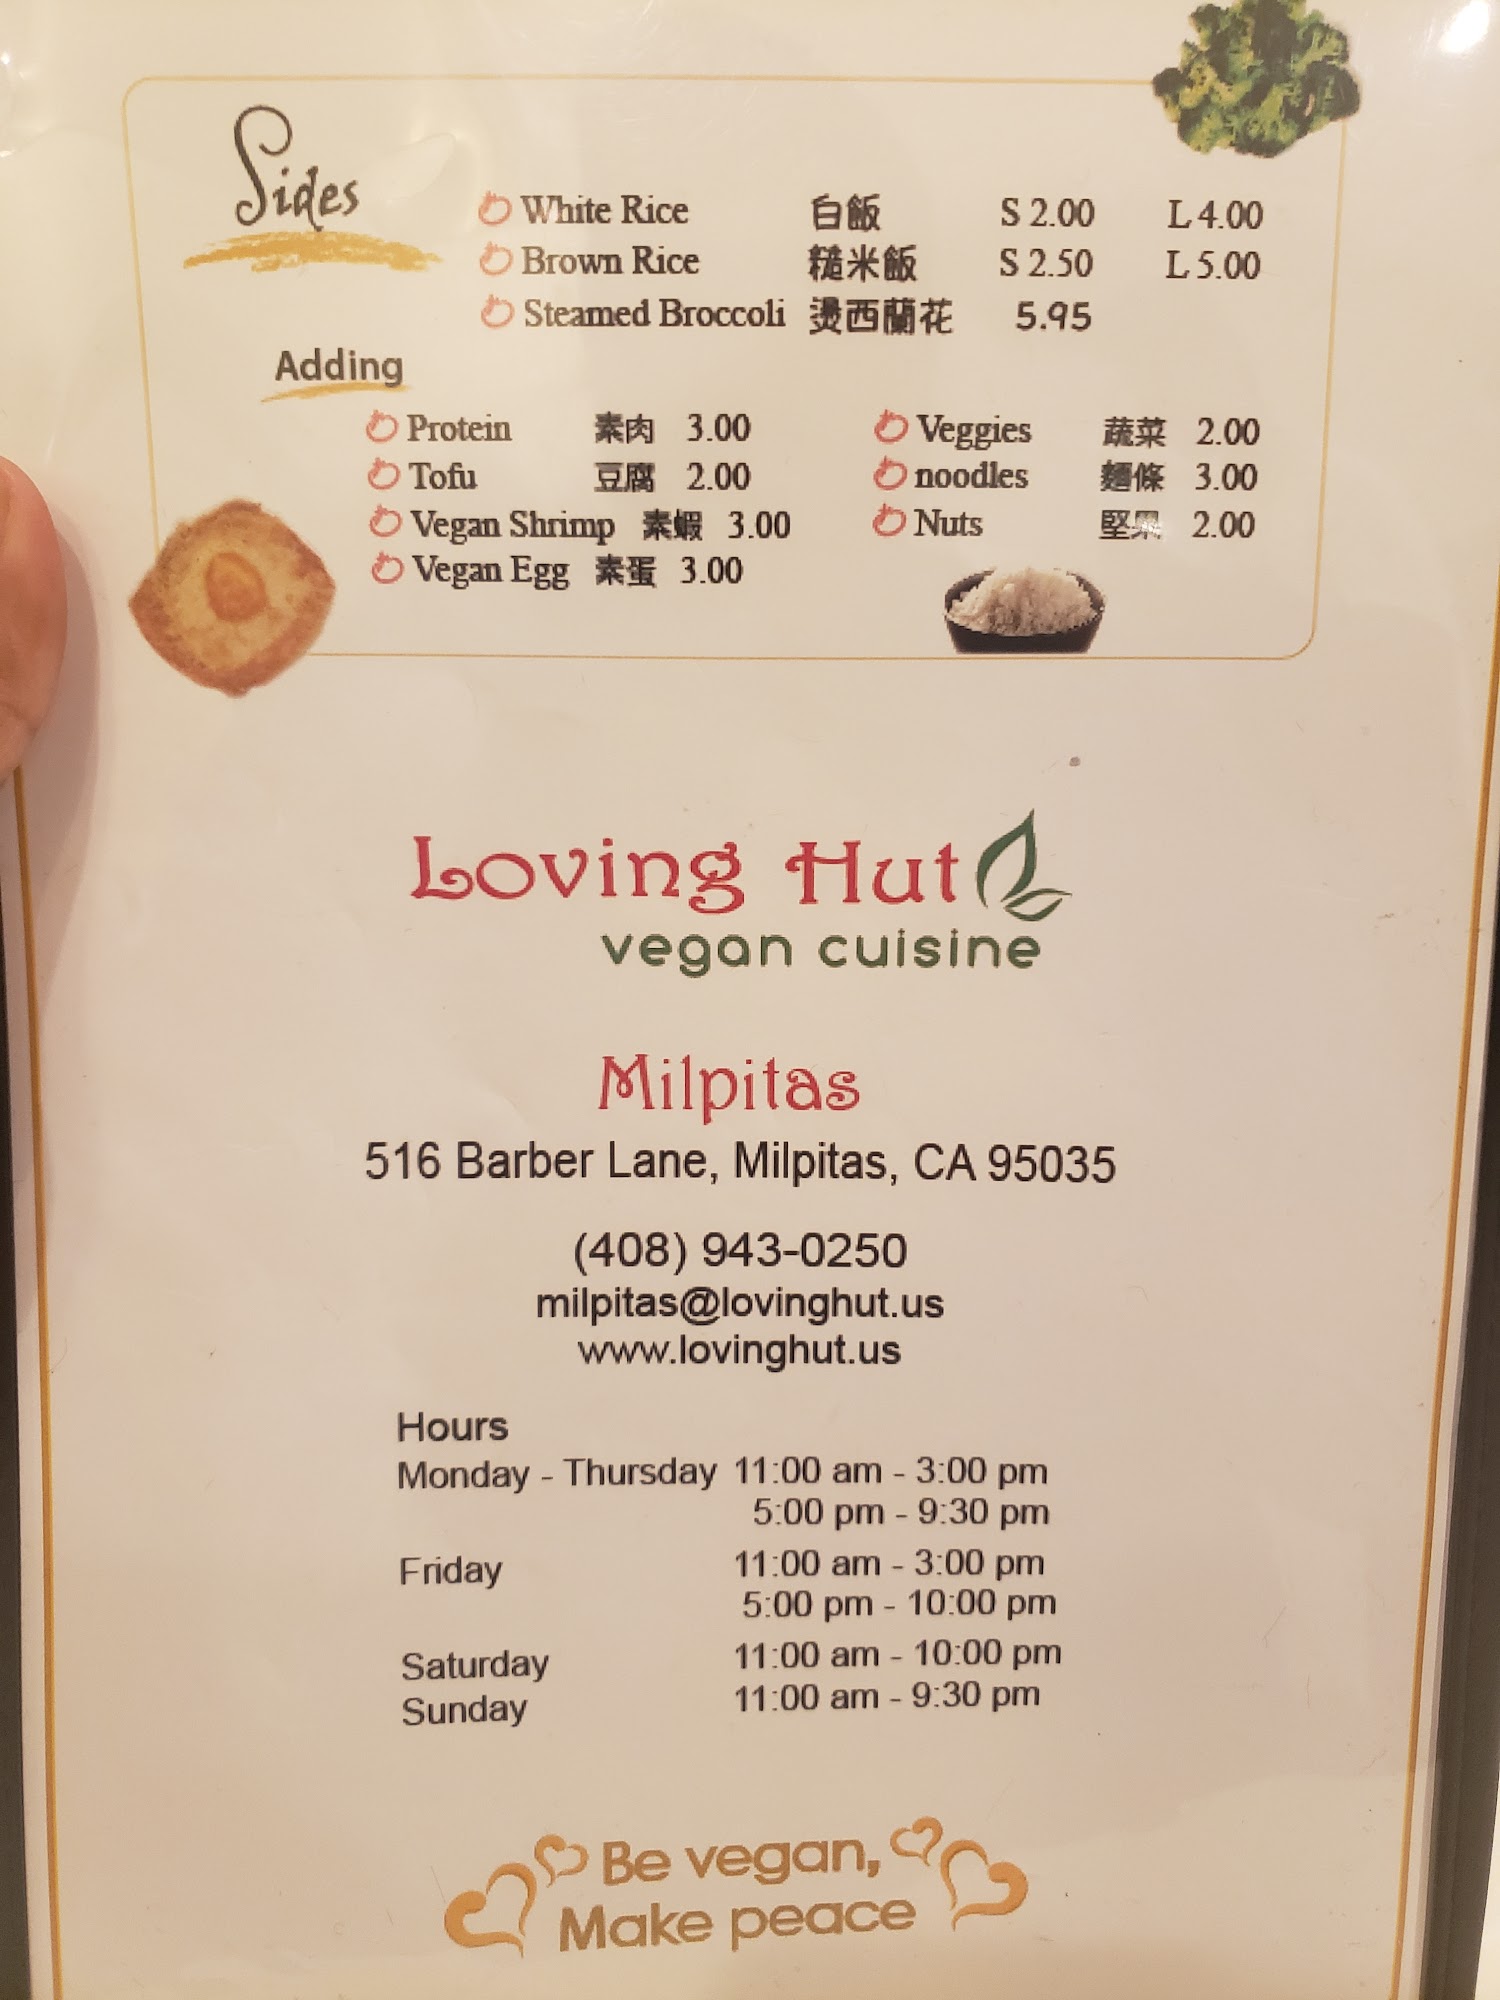 Sides
White Rice 白飯 S 2.00 L 4.00
Brown Rice 糙米飯 S 2.50 L 5.00
Steamed Broccoli 燙西蘭花 5.95
Adding
Protein 素肉 3.00 Veggies 蔬菜 2.00
Tofu 豆腐 2.00 noodles 麵條 3.00
Vegan Shrimp 素蝦 3.00 Nuts 堅果 2.00
Vegan Egg 素蛋 3.00
Loving Hut
vegan cuisine
Milpitas
516 Barber Lane, Milpitas, CA 95035
(408) 943-0250
milpitas@lovinghut.us
www.lovinghut.us
Hours
Monday - Thursday 11:00 am - 3:00 pm
5:00 pm - 9:30 pm
Friday 11:00 am - 3:00 pm
5:00 pm - 10:00 pm
Saturday 11:00 am - 10:00 pm
Sunday 11:00 am - 9:30 pm
Be vegan,
Make peace